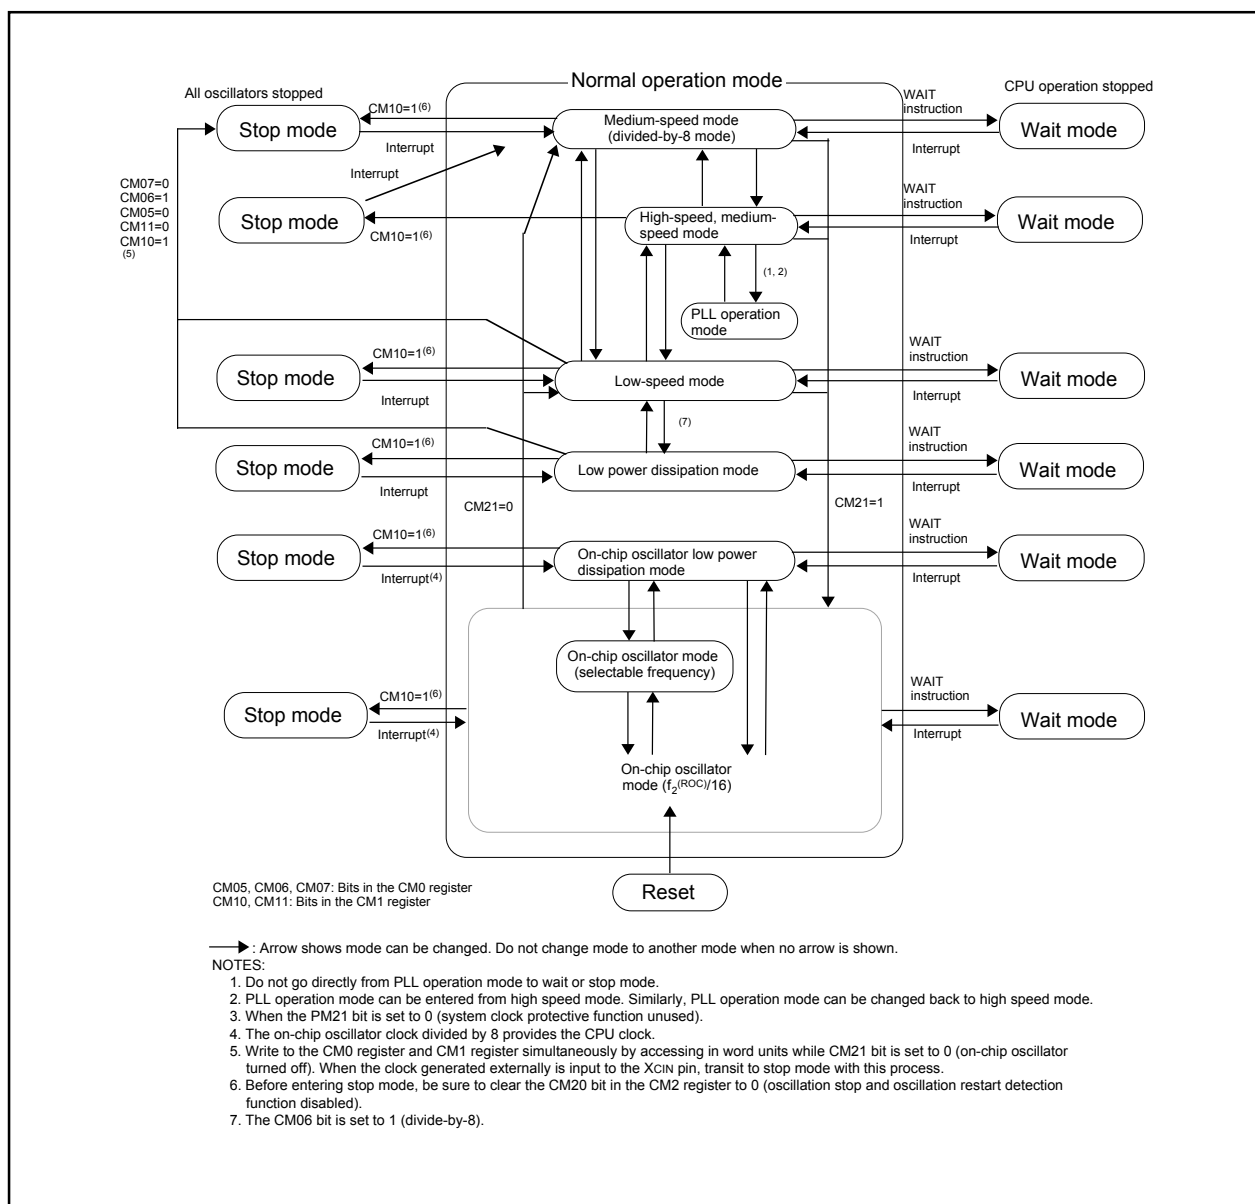 Normal operation mode
All oscillators stopped
CPU operation stopped
Stop mode
CM10=1(6)
Interrupt
Medium-speed mode
(divided-by-8 mode)
WAIT
instruction
Interrupt
Wait mode
CM07=0
CM06=1
CM05=0
CM11=0
CM10=1
(5)
Interrupt
Stop mode
CM10=1(6)
High-speed, medium-
speed mode
WAIT
instruction
Interrupt
Wait mode
(1, 2)
PLL operation
mode
Stop mode
CM10=1(6)
Interrupt
Low-speed mode
WAIT
instruction
Interrupt
Wait mode
(7)
Stop mode
CM10=1(6)
Interrupt
Low power dissipation mode
WAIT
instruction
Interrupt
Wait mode
CM21=0
CM21=1
Stop mode
CM10=1(6)
Interrupt(4)
On-chip oscillator low power
dissipation mode
WAIT
instruction
Interrupt
Wait mode
On-chip oscillator mode
(selectable frequency)
Stop mode
CM10=1(6)
Interrupt(4)
WAIT
instruction
Interrupt
Wait mode
On-chip oscillator
mode (f2(ROC)/16)
Reset
CM05, CM06, CM07: Bits in the CM0 register
CM10, CM11: Bits in the CM1 register
: Arrow shows mode can be changed. Do not change mode to another mode when no arrow is shown.
NOTES:
1. Do not go directly from PLL operation mode to wait or stop mode.
2. PLL operation mode can be entered from high speed mode. Similarly, PLL operation mode can be changed back to high speed mode.
3. When the PM21 bit is set to 0 (system clock protective function unused).
4. The on-chip oscillator clock divided by 8 provides the CPU clock.
5. Write to the CM0 register and CM1 register simultaneously by accessing in word units while CM21 bit is set to 0 (on-chip oscillator
turned off). When the clock generated externally is input to the XCIN pin, transit to stop mode with this process.
6. Before entering stop mode, be sure to clear the CM20 bit in the CM2 register to 0 (oscillation stop and oscillation restart detection
function disabled).
7. The CM06 bit is set to 1 (divide-by-8).